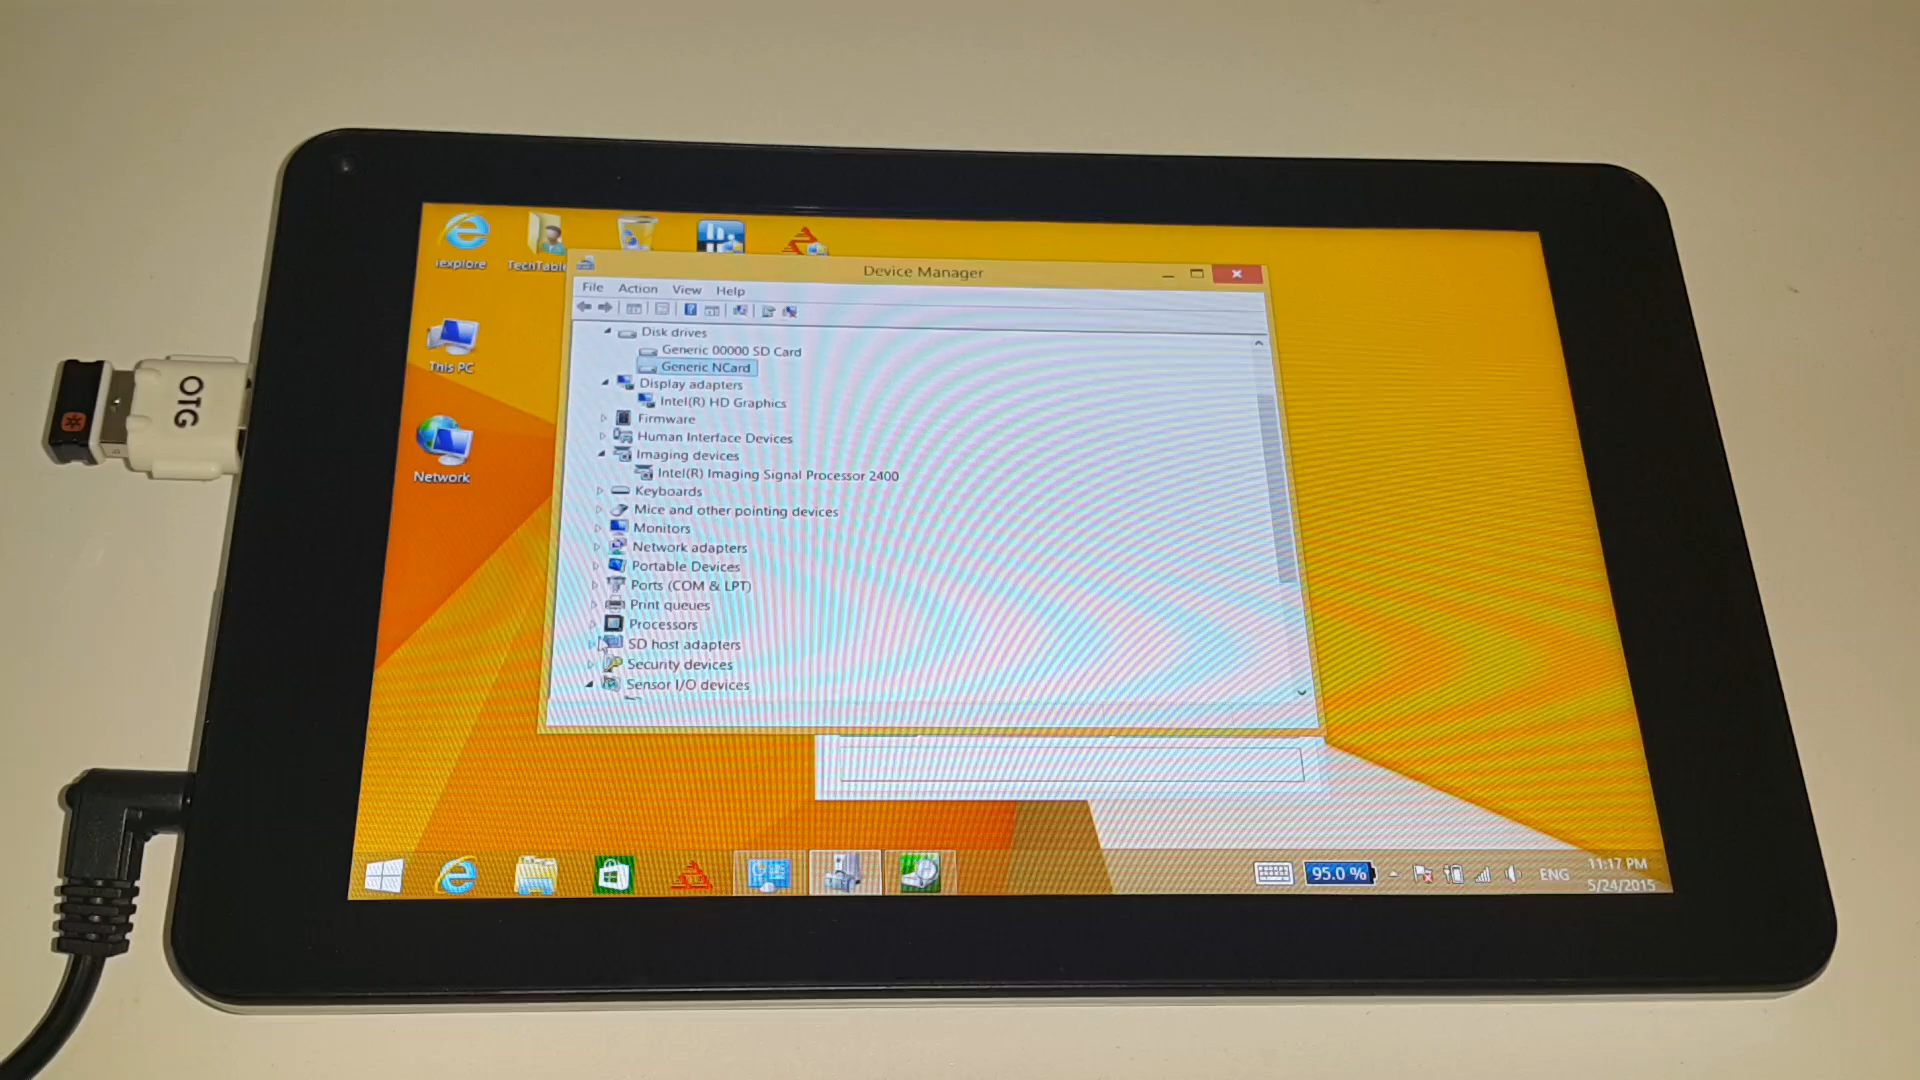 iexplore
TechTable
This PC
Network
OTG
Device Manager
File Action View Help
Disk drives
Generic 00000 SD Card
Generic NCard
Display adapters
Intel(R) HD Graphics
Firmware
Human Interface Devices
Imaging devices
Intel(R) Imaging Signal Processor 2400
Keyboards
Mice and other pointing devices
Monitors
Network adapters
Portable Devices
Ports (COM & LPT)
Print queues
Processors
SD host adapters
Security devices
Sensor I/O devices
95.0 %
ENG
11:17 PM
5/24/2015